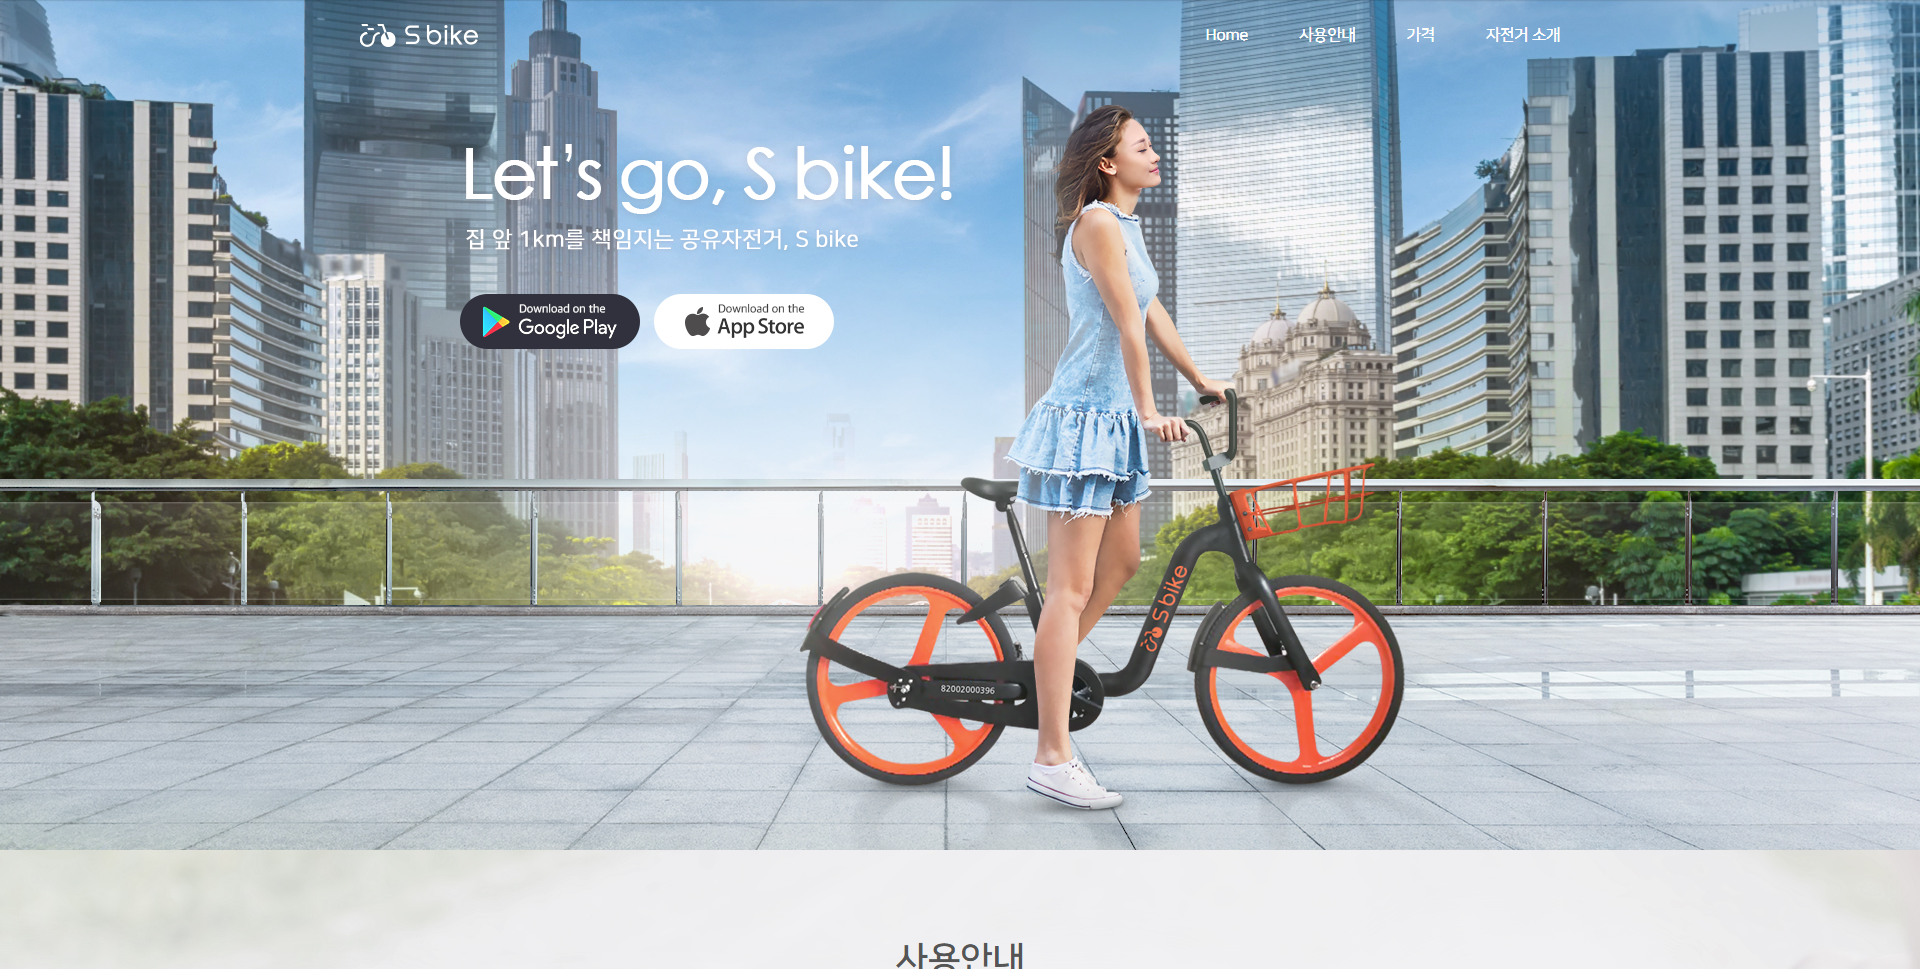 S bike
Home 사용안내 가격 자전거 소개
Let's go, S bike!
집 앞 1km를 책임지는 공유자전거, S bike
Download on the
Google Play
Download on the
App Store
S bike
82002000396
사용안내